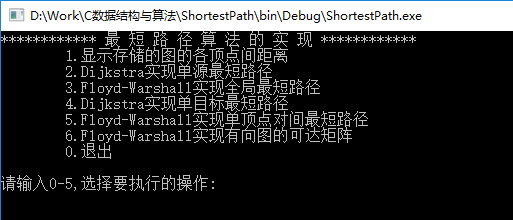 D:\Work\C数据结构与算法\ShortestPath\bin\Debug\ShortestPath.exe
************ 最 短 路 径 算 法 的 实 现 ************
1.显示存储的图的各顶点间距离
2.Dijkstra实现单源最短路径
3.Floyd-Warshall实现全局最短路径
4.Dijkstra实现单目标最短路径
5.Floyd-Warshall实现单顶点对间最短路径
6.Floyd-Warshall实现有向图的可达矩阵
0.退出
请输入0-5,选择要执行的操作: